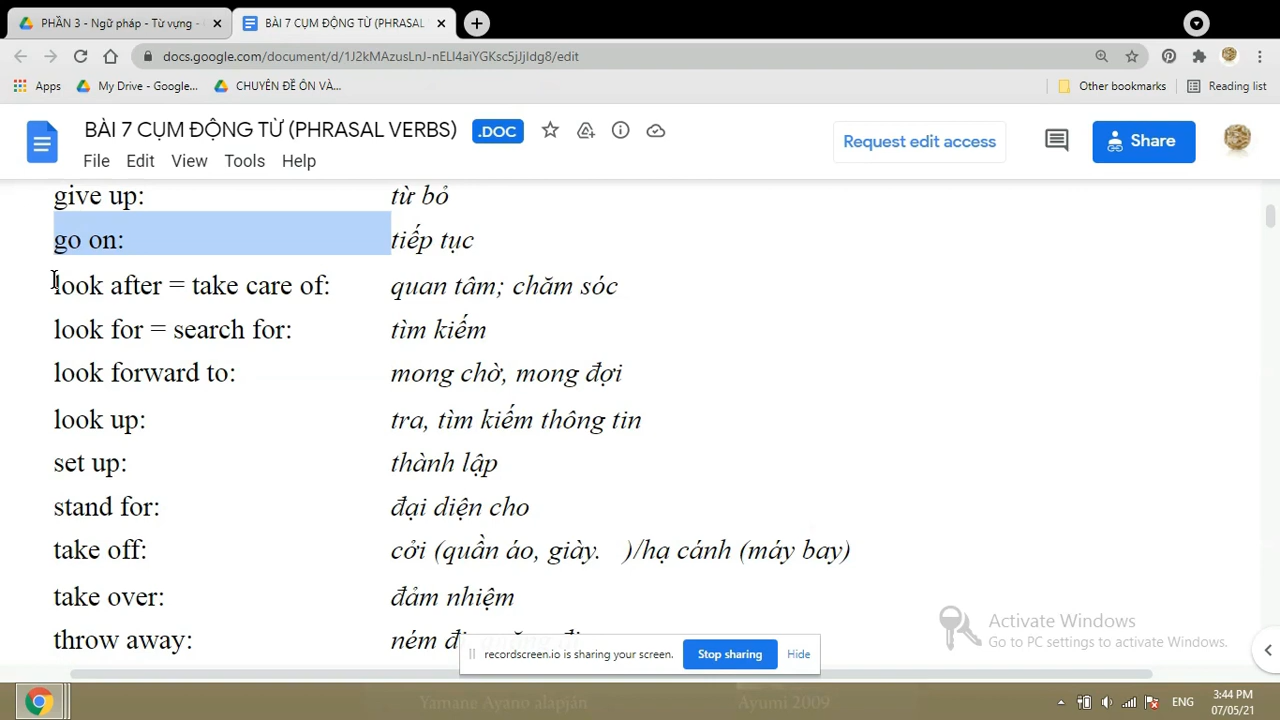 PHẦN 3 - Ngữ pháp - Từ vựng -
BÀI 7 CỤM ĐỘNG TỪ (PHRASAL
docs.google.com/document/d/1J2kMAzusLnJ-nELl4aiYGKsc5jJjIdg8/edit
Apps My Drive - Google... CHUYÊN ĐỀ ÔN VÀ... Other bookmarks Reading list
BÀI 7 CỤM ĐỘNG TỪ (PHRASAL VERBS) .DOC
Request edit access Share
File Edit View Tools Help
give up: từ bỏ
go on: tiếp tục
look after = take care of: quan tâm; chăm sóc
look for = search for: tìm kiếm
look forward to: mong chờ, mong đợi
look up: tra, tìm kiếm thông tin
set up: thành lập
stand for: đại diện cho
take off: cởi (quần áo, giày. )/hạ cánh (máy bay)
take over: đảm nhiệm
throw away: ném
Activate Windows
Go to PC settings to activate Windows.
recordscreen.io is sharing your screen. Stop sharing Hide
Yamane Ayano alapján Ayumi 2009
ENG
3:44 PM
07/05/21